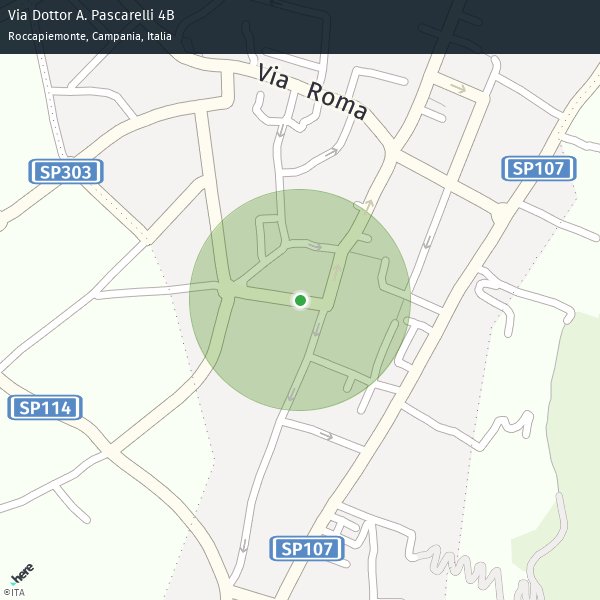 Via Dottor A. Pascarelli 4B
Roccapiemonte, Campania, Italia
Via Roma
SP303
SP107
SP114
SP107
here
©ITA